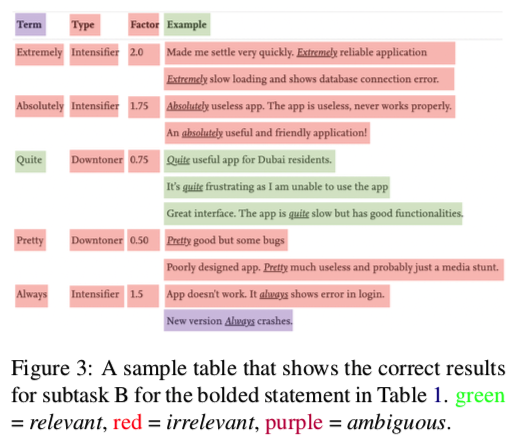 Term Type Factor Example
Extremely Intensifier 2.0 Made me settle very quickly. Extremely reliable application
Extremely slow loading and shows database connection error.
Absolutely Intensifier 1.75 Absolutely useless app. The app is useless, never works properly.
An absolutely useful and friendly application!
Quite Downtoner 0.75 Quite useful app for Dubai residents.
It's quite frustrating as I am unable to use the app
Great interface. The app is quite slow but has good functionalities.
Pretty Downtoner 0.50 Pretty good but some bugs
Poorly designed app. Pretty much useless and probably just a media stunt.
Always Intensifier 1.5 App doesn't work. It always shows error in login.
New version Always crashes.
Figure 3: A sample table that shows the correct results
for subtask B for the bolded statement in Table 1. green
= relevant, red = irrelevant, purple = ambiguous.